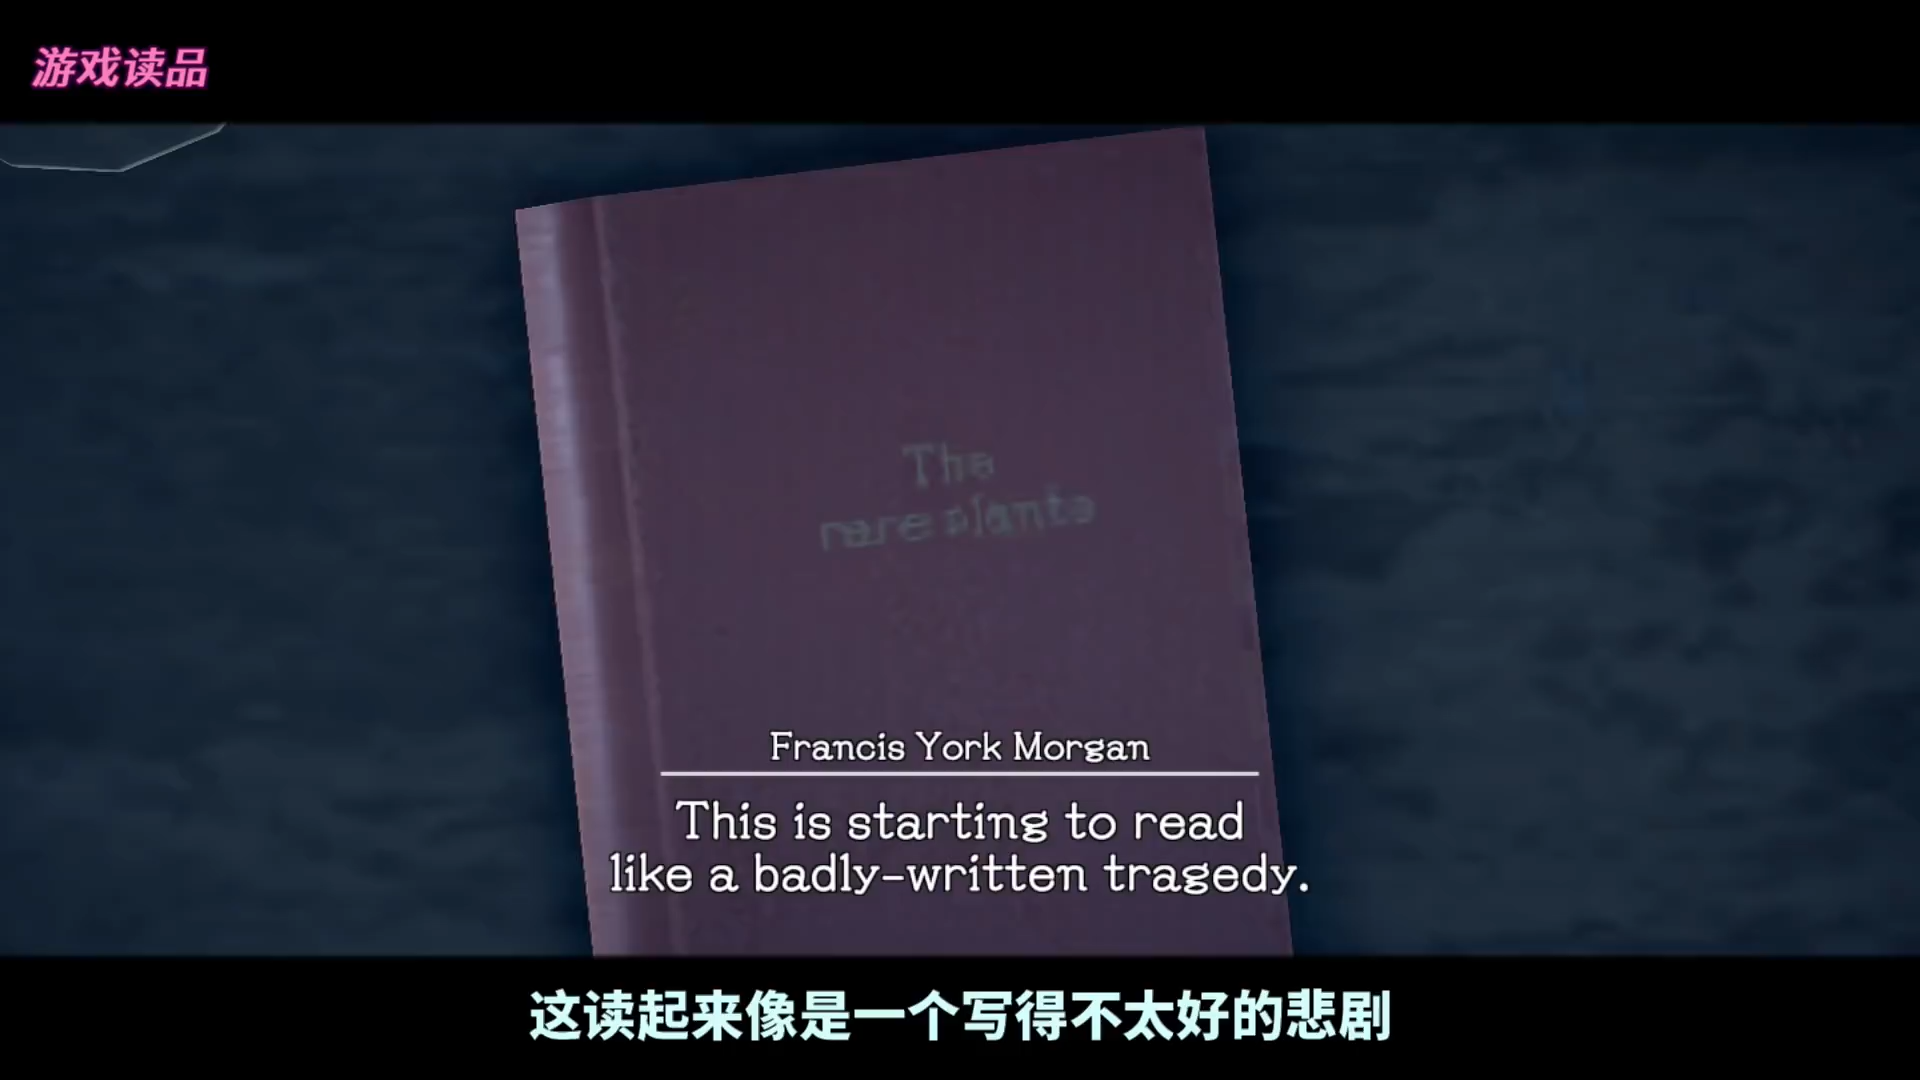 游戏读品
The
rare plants
Francis York Morgan
This is starting to read
like a badly-written tragedy.
这读起来像是一个写得不太好的悲剧